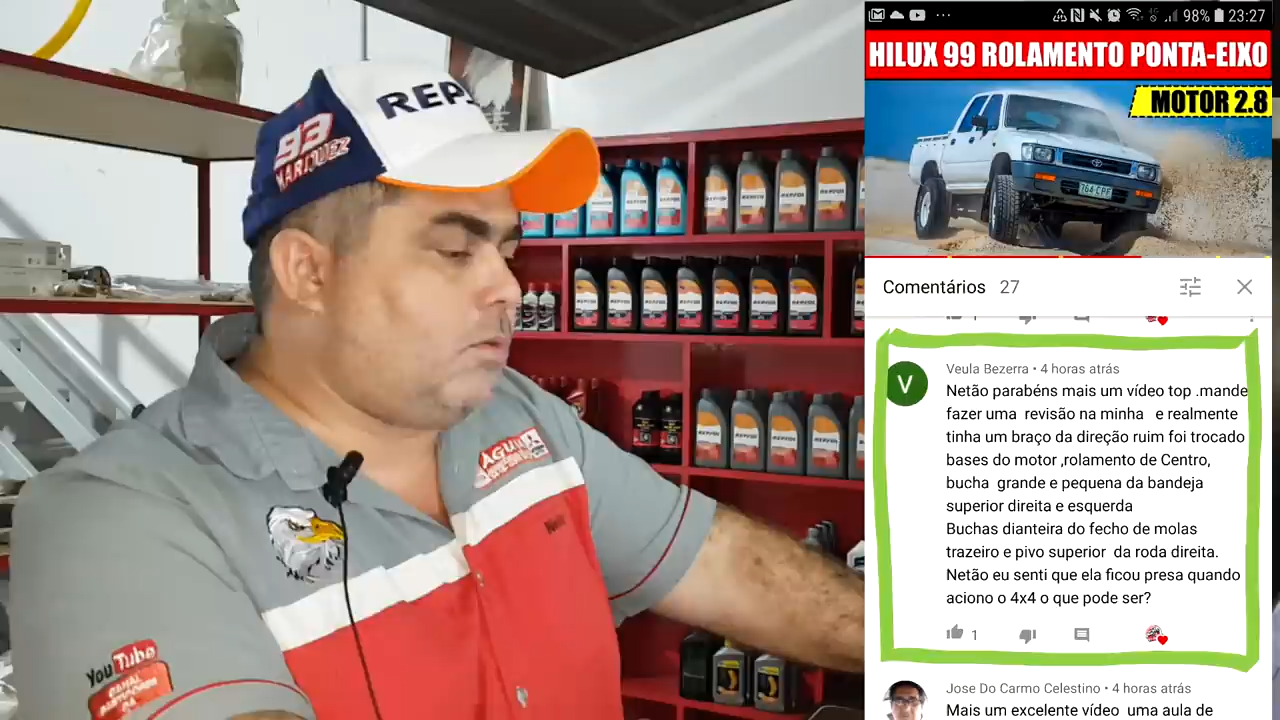 REPS
93
MARQUEZ
REPSOL
YouTube
CANAL
98% 23:27
HILUX 99 ROLAMENTO PONTA-EIXO
MOTOR 2.8
764·CPF
Comentários 27
Veula Bezerra • 4 horas atrás
V
Netão parabéns mais um vídeo top .mande
fazer uma revisão na minha e realmente
tinha um braço da direção ruim foi trocado
bases do motor ,rolamento de Centro,
bucha grande e pequena da bandeja
superior direita e esquerda
Buchas dianteira do fecho de molas
trazeiro e pivo superior da roda direita.
Netão eu senti que ela ficou presa quando
aciono o 4x4 o que pode ser?
1
Jose Do Carmo Celestino • 4 horas atrás
Mais um excelente vídeo uma aula de